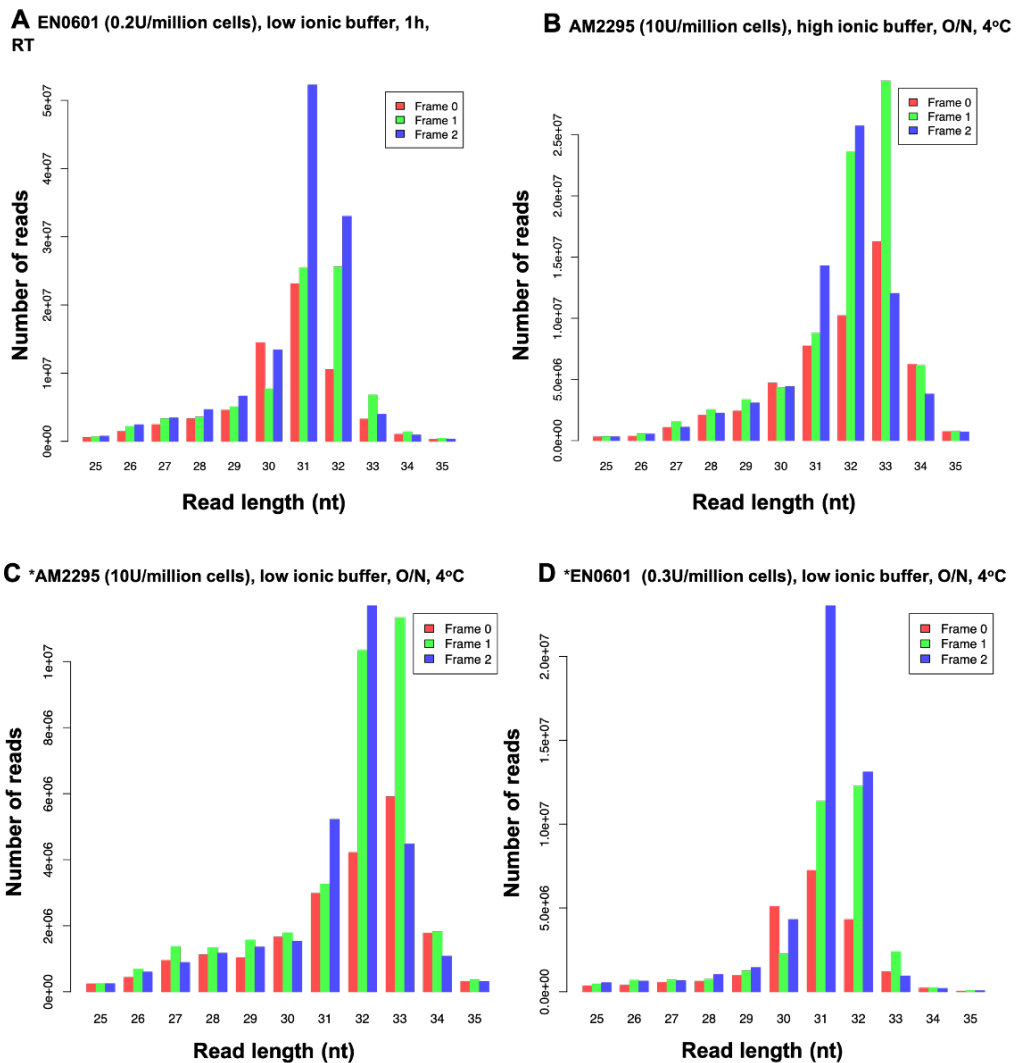 A EN0601 (0.2U/million cells), low ionic buffer, 1h,
RT
Number of reads
5e+07
4e+07
3e+07
2e+07
1e+07
0e+00
Frame 0
Frame 1
Frame 2
25 26 27 28 29 30 31 32 33 34 35
Read length (nt)
B AM2295 (10U/million cells), high ionic buffer, O/N, 4ºC
Number of reads
2.5e+07
2.0e+07
1.5e+07
1.0e+07
5.0e+06
0.0e+00
Frame 0
Frame 1
Frame 2
25 26 27 28 29 30 31 32 33 34 35
Read length (nt)
C *AM2295 (10U/million cells), low ionic buffer, O/N, 4ºC
Number of reads
1e+07
8e+06
6e+06
4e+06
2e+06
0e+00
Frame 0
Frame 1
Frame 2
25 26 27 28 29 30 31 32 33 34 35
Read length (nt)
D *EN0601 (0.3U/million cells), low ionic buffer, O/N, 4ºC
Number of reads
2.0e+07
1.5e+07
1.0e+07
5.0e+06
0.0e+00
Frame 0
Frame 1
Frame 2
25 26 27 28 29 30 31 32 33 34 35
Read length (nt)